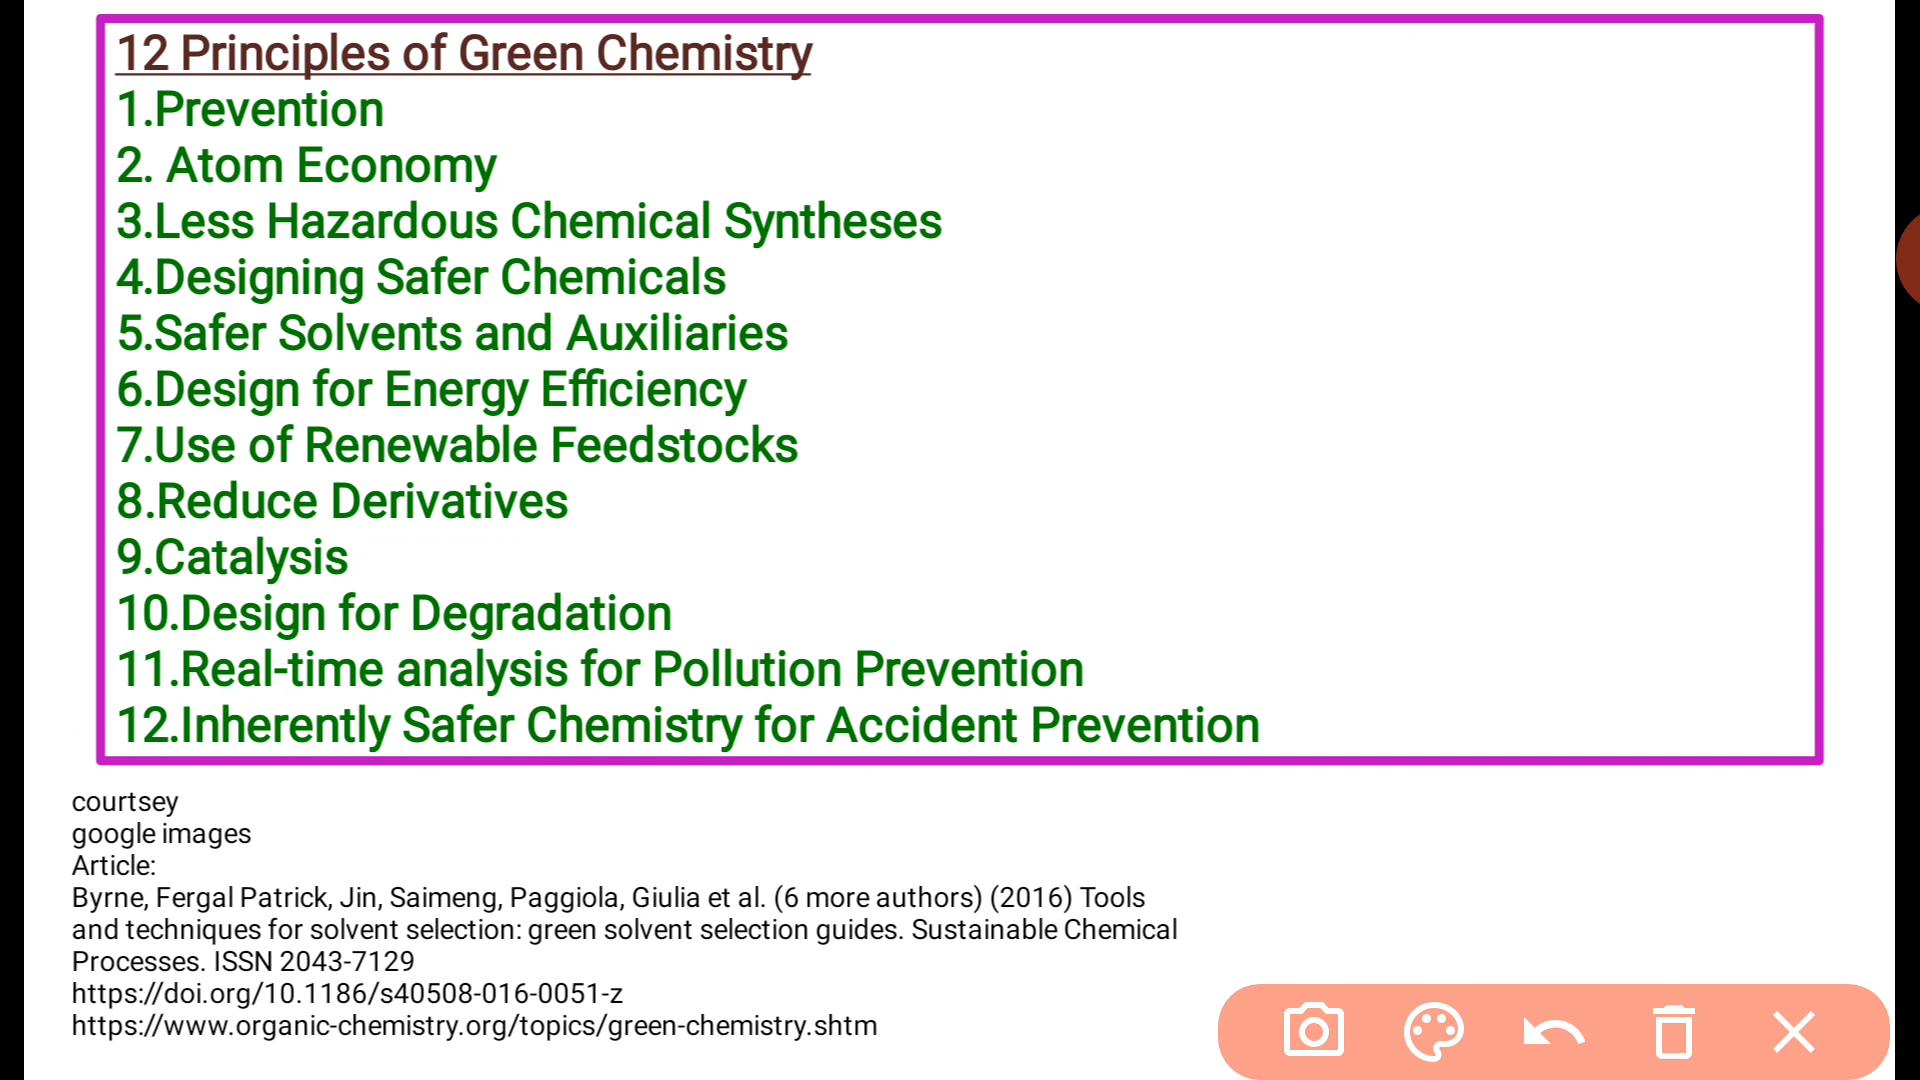 12 Principles of Green Chemistry
1.Prevention
2. Atom Economy
3.Less Hazardous Chemical Syntheses
4.Designing Safer Chemicals
5.Safer Solvents and Auxiliaries
6.Design for Energy Efficiency
7.Use of Renewable Feedstocks
8.Reduce Derivatives
9.Catalysis
10.Design for Degradation
11.Real-time analysis for Pollution Prevention
12.Inherently Safer Chemistry for Accident Prevention
courtsey
google images
Article:
Byrne, Fergal Patrick, Jin, Saimeng, Paggiola, Giulia et al. (6 more authors) (2016) Tools
and techniques for solvent selection: green solvent selection guides. Sustainable Chemical
Processes. ISSN 2043-7129
https://doi.org/10.1186/s40508-016-0051-z
https://www.organic-chemistry.org/topics/green-chemistry.shtm